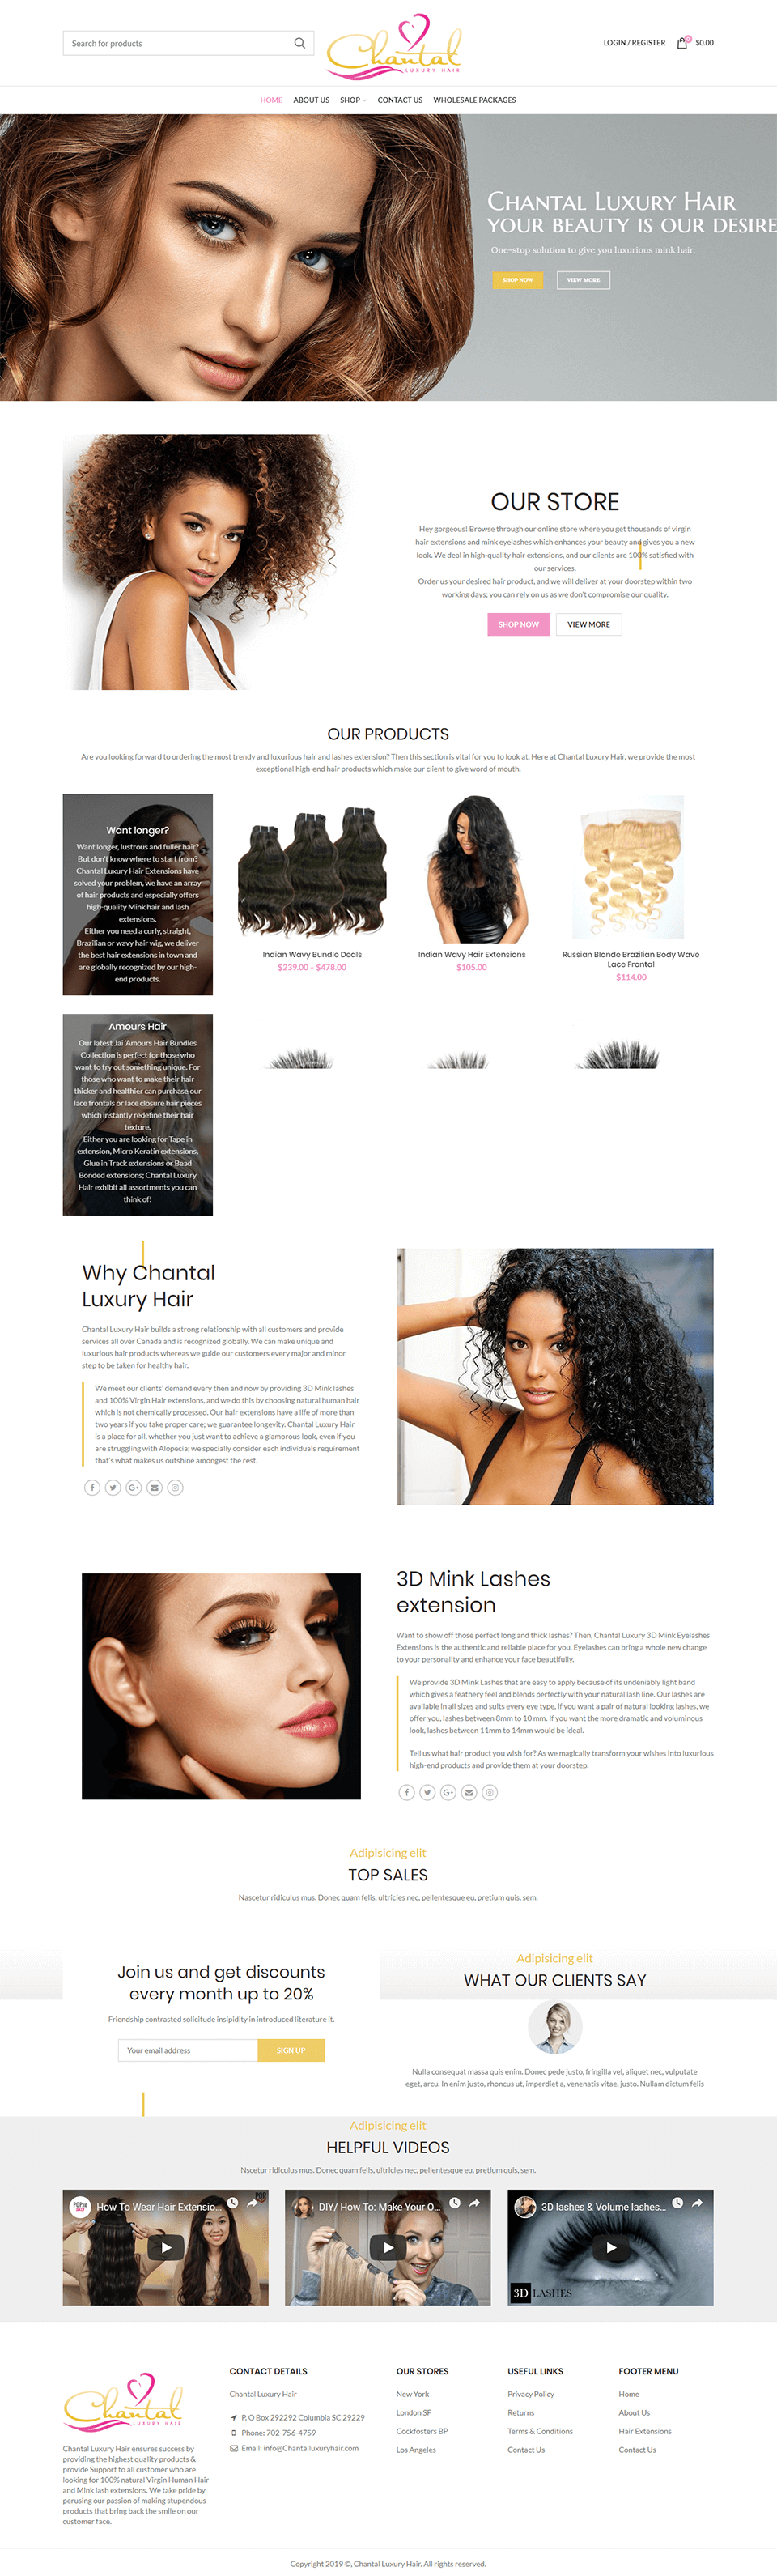 Search for products
Chantal
LUXURY HAIR
LOGIN / REGISTER
0
$0.00
HOME
ABOUT US
SHOP
CONTACT US
WHOLESALE PACKAGES
Chantal Luxury Hair
your beauty is our desire
One-stop solution to give you luxurious mink hair.
SHOP NOW
VIEW MORE
OUR STORE
Hey gorgeous! Browse through our online store where you get thousands of virgin
hair extensions and mink eyelashes which enhances your beauty and gives you a new
look. We deal in high-quality hair extensions, and our clients are 100% satisfied with
our services.
Order us your desired hair product, and we will deliver at your doorstep within two
working days; you can rely on us as we don't compromise our quality.
SHOP NOW
VIEW MORE
OUR PRODUCTS
Are you looking forward to ordering the most trendy and luxurious hair and lashes extension? Then this section is vital for you to look at. Here at Chantal Luxury Hair, we provide the most
exceptional high-end hair products which make our client to give word of mouth.
Want longer?
Want longer, lustrous and fuller hair?
But don't know where to start from?
Chantal Luxury Hair Extensions have
solved your problem, we have an array
of hair products and especially offers
high-quality Mink hair and lash
extensions.
Either you need a curly, straight,
Brazilian or wavy hair wig, we deliver
the best hair extensions in town and
are globally recognized by our high-
end products.
Indian Wavy Bundle Deals
$239.00 – $478.00
Indian Wavy Hair Extensions
$105.00
Russian Blonde Brazilian Body Wave
Lace Frontal
$114.00
Amours Hair
Our latest Jai 'Amours Hair Bundles
Collection is perfect for those who
want to try out something unique. For
those who want to make their hair
thicker and healthier can purchase our
lace frontals or lace closure hair pieces
which instantly redefine their hair
texture.
Either you are looking for Tape in
extension, Micro Keratin extensions,
Glue in Track extensions or Bead
Bonded extensions; Chantal Luxury
Hair exhibit all assortments you can
think of!
Why Chantal
Luxury Hair
Chantal Luxury Hair builds a strong relationship with all customers and provide
services all over Canada and is recognized globally. We can make unique and
luxurious hair products whereas we guide our customers every major and minor
step to be taken for healthy hair.
We meet our clients' demand every then and now by providing 3D Mink lashes
and 100% Virgin Hair extensions, and we do this by choosing natural human hair
which is not chemically processed. Our hair extensions have a life of more than
two years if you take proper care; we guarantee longevity. Chantal Luxury Hair
is a place for all, whether you just want to achieve a glamorous look, even if you
are struggling with Alopecia; we specially consider each individuals requirement
that's what makes us outshine amongst the rest.
3D Mink Lashes
extension
Want to show off those perfect long and thick lashes? Then, Chantal Luxury 3D Mink Eyelashes
Extensions is the authentic and reliable place for you. Eyelashes can bring a whole new change
to your personality and enhance your face beautifully.
We provide 3D Mink Lashes that are easy to apply because of its undeniably light band
which gives a feathery feel and blends perfectly with your natural lash line. Our lashes are
available in all sizes and suits every eye type, if you want a pair of natural looking lashes, we
offer you, lashes between 8mm to 10 mm. If you want the more dramatic and voluminous
look, lashes between 11mm to 14mm would be ideal.
Tell us what hair product you wish for? As we magically transform your wishes into luxurious
high-end products and provide them at your doorstep.
Adipisicing elit
TOP SALES
Nascetur ridiculus mus. Donec quam felis, ultricies nec, pellentesque eu, pretium quis, sem.
Join us and get discounts
every month up to 20%
Friendship contrasted solicitude insipidity in introduced literature it.
Your email address
SIGN UP
Adipisicing elit
WHAT OUR CLIENTS SAY
Nulla consequat massa quis enim. Donec pede justo, fringilla vel, aliquet nec, vulputate
eget, arcu. In enim justo, rhoncus ut, imperdiet a, venenatis vitae, justo. Nullam dictum felis
Adipisicing elit
HELPFUL VIDEOS
Nscetur ridiculus mus. Donec quam felis, ultricies nec, pellentesque eu, pretium quis, sem.
How To Wear Hair Extensio...
DIY/ How To: Make Your O...
3D lashes & Volume lashes...
3D LASHES
Chantal
LUXURY HAIR
Chantal Luxury Hair ensures success by
providing the highest quality products &
provide Support to all customer who are
looking for 100% natural Virgin Human Hair
and Mink lash extensions. We take pride by
perusing our passion of making stupendous
products that bring back the smile on our
customer face.
CONTACT DETAILS
Chantal Luxury Hair
P. O Box 292292 Columbia SC 29229
Phone: 702-756-4759
Email: info@Chantalluxuryhair.com
OUR STORES
New York
London SF
Cockfosters BP
Los Angeles
USEFUL LINKS
Privacy Policy
Returns
Terms & Conditions
Contact Us
FOOTER MENU
Home
About Us
Hair Extensions
Contact Us
Copyright 2019 ©, Chantal Luxury Hair. All rights reserved.